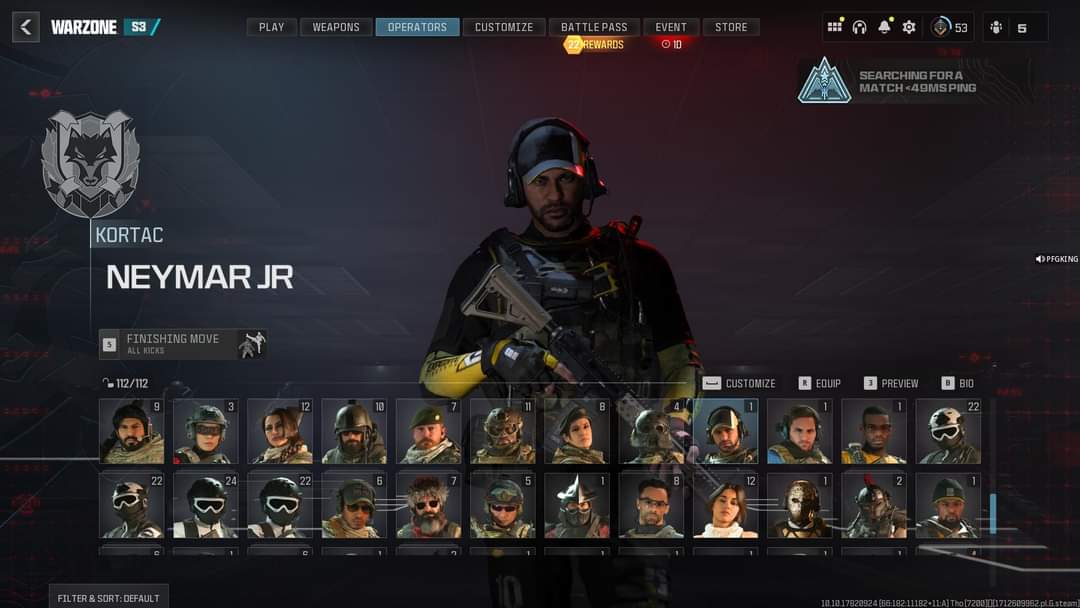 WARZONE S3
PLAY
WEAPONS
OPERATORS
CUSTOMIZE
BATTLE PASS
EVENT
STORE
53
5
22 REWARDS
1D
SEARCHING FOR A
MATCH <49MS PING
KORTAC
NEYMAR JR
PFGKING
5 FINISHING MOVE
ALL KICKS
112/112
CUSTOMIZE
R EQUIP
3 PREVIEW
B BIO
9 3 12 10 7 11 8 4 1 1 1 22
22 24 22 6 7 5 1 8 12 1 2 1
10
FILTER & SORT: DEFAULT